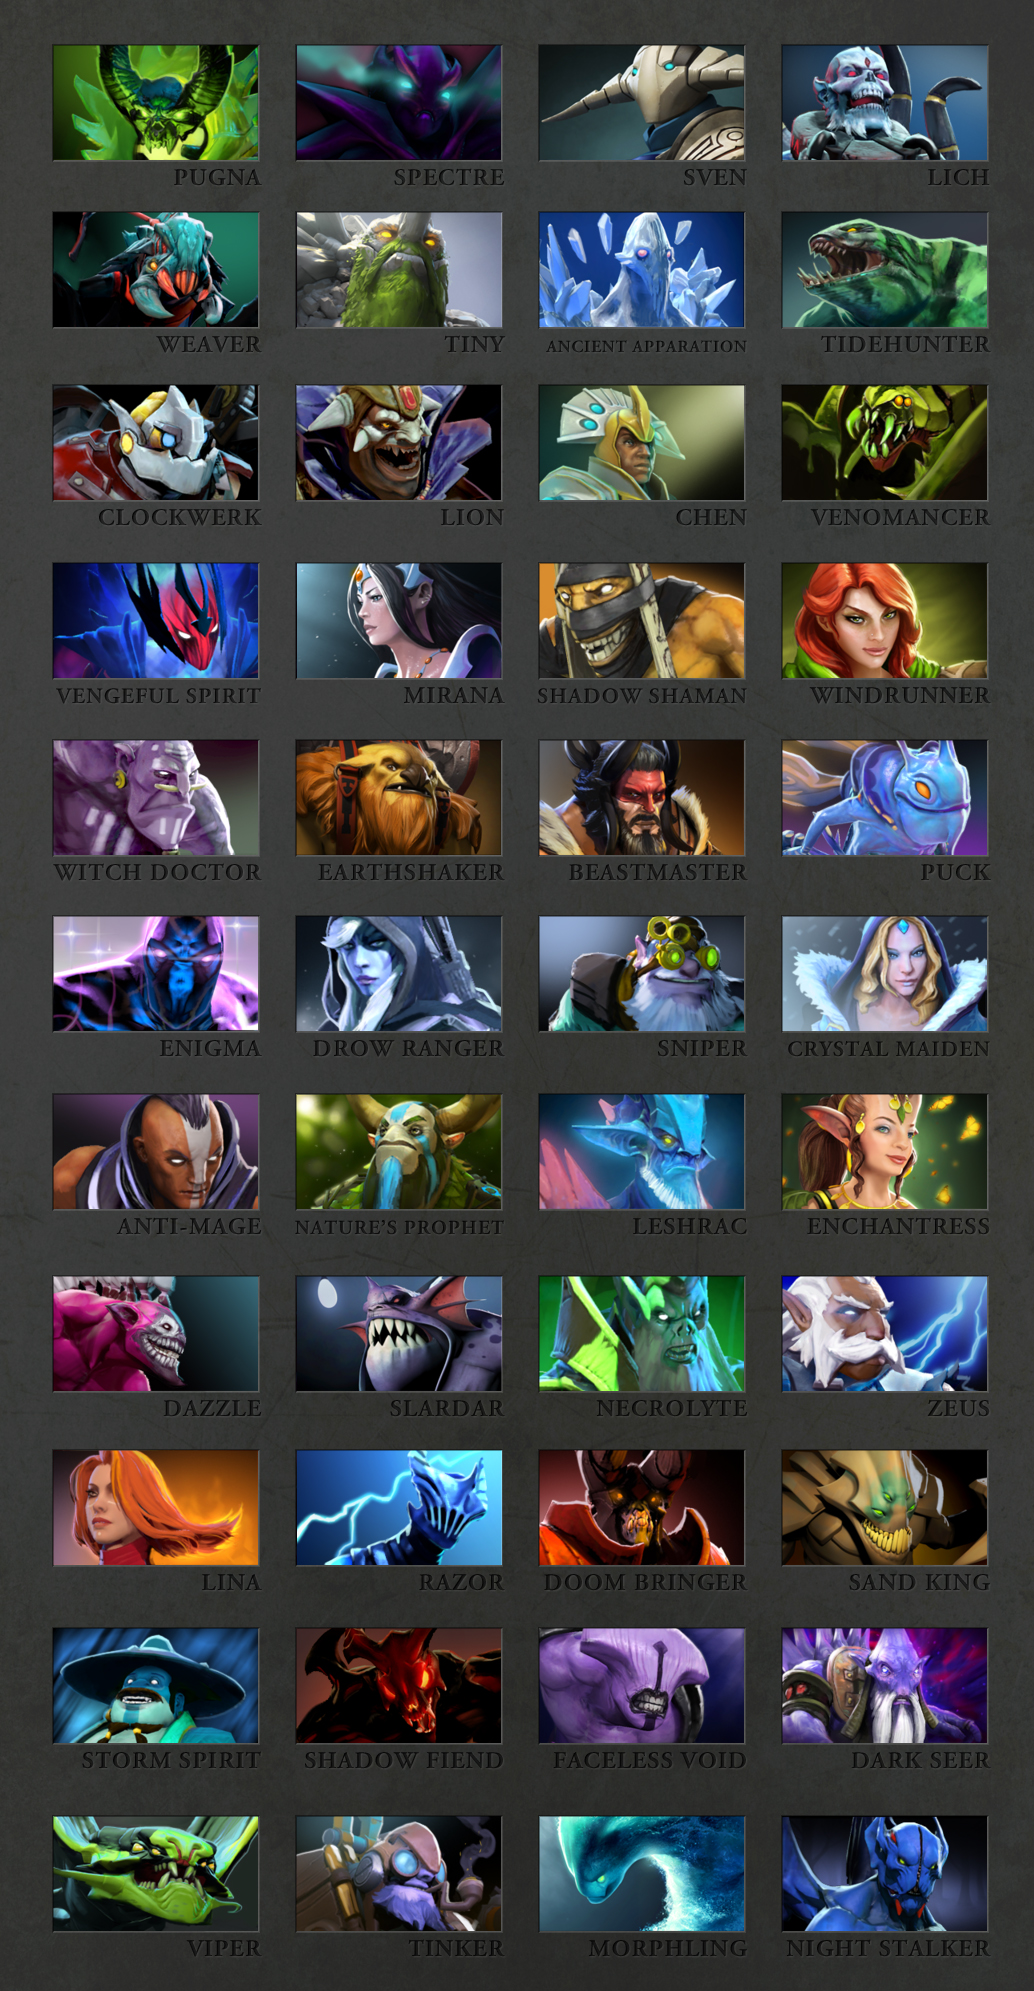 PUGNA
SPECTRE
SVEN
LICH
WEAVER
TINY
ANCIENT APPARATION
TIDEHUNTER
CLOCKWERK
LION
CHEN
VENOMANCER
VENGEFUL SPIRIT
MIRANA
SHADOW SHAMAN
WINDRUNNER
WITCH DOCTOR
EARTHSHAKER
BEASTMASTER
PUCK
ENIGMA
DROW RANGER
SNIPER
CRYSTAL MAIDEN
ANTI-MAGE
NATURE'S PROPHET
LESHRAC
ENCHANTRESS
DAZZLE
SLARDAR
NECROLYTE
ZEUS
LINA
RAZOR
DOOM BRINGER
SAND KING
STORM SPIRIT
SHADOW FIEND
FACELESS VOID
DARK SEER
VIPER
TINKER
MORPHLING
NIGHT STALKER